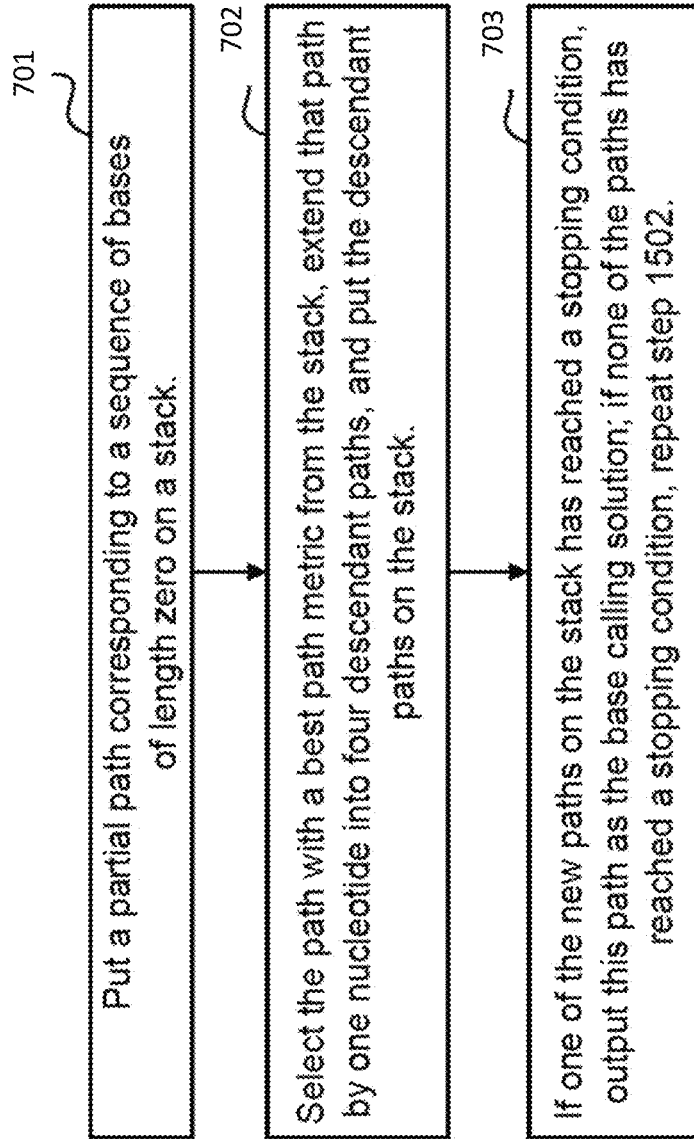 701
Put a partial path corresponding to a sequence of bases
of length zero on a stack.
702
Select the path with a best path metric from the stack, extend that path
by one nucleotide into four descendant paths, and put the descendant
paths on the stack.
703
If one of the new paths on the stack has reached a stopping condition,
output this path as the base calling solution; if none of the paths has
reached a stopping condition, repeat step 1502.